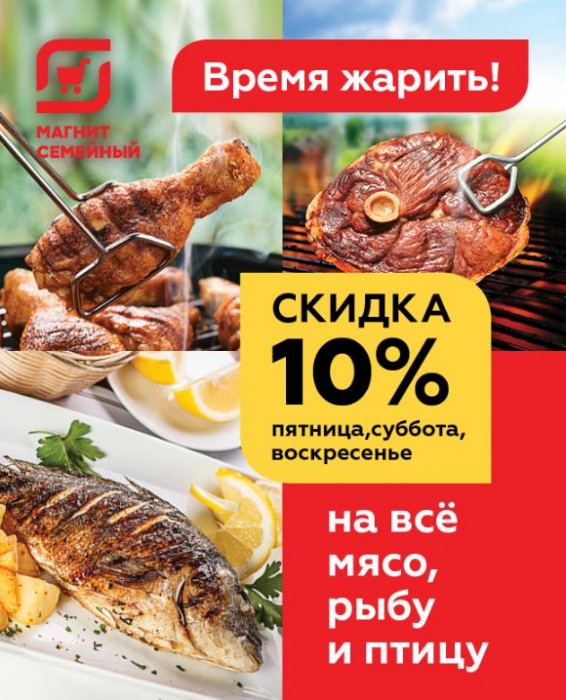 МАГНИТ
СЕМЕЙНЫЙ
Время жарить!
СКИДКА
10%
пятница,суббота,
воскресенье
на всё
мясо,
рыбу
и птицу